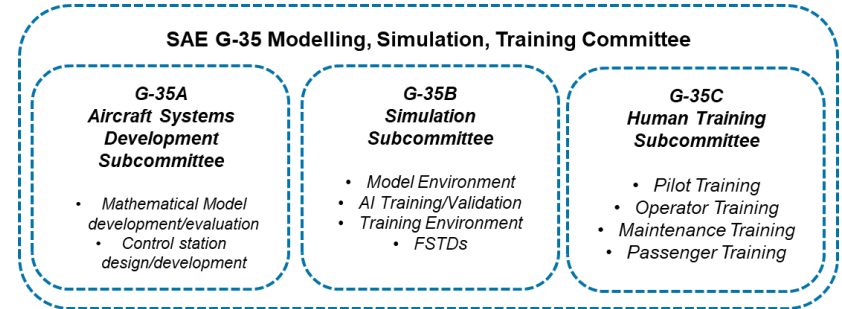 SAE G-35 Modelling, Simulation, Training Committee
G-35A
Aircraft Systems
Development
Subcommittee
• Mathematical Model
development/evaluation
• Control station
design/development
G-35B
Simulation
Subcommittee
• Model Environment
• AI Training/Validation
• Training Environment
• FSTDs
G-35C
Human Training
Subcommittee
• Pilot Training
• Operator Training
• Maintenance Training
• Passenger Training